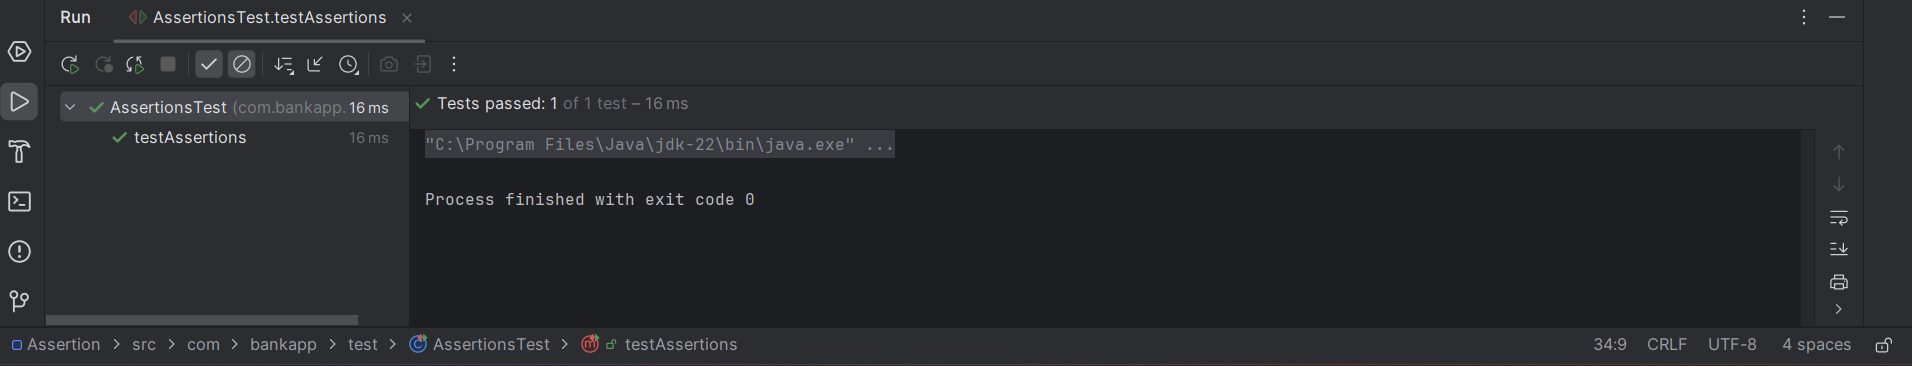 Run AssertionsTest.testAssertions
AssertionsTest (com.bankapp. 16 ms
testAssertions 16 ms
Tests passed: 1 of 1 test – 16 ms
"C:\Program Files\Java\jdk-22\bin\java.exe" ...
Process finished with exit code 0
Assertion > src > com > bankapp > test > AssertionsTest > testAssertions 34:9 CRLF UTF-8 4 spaces